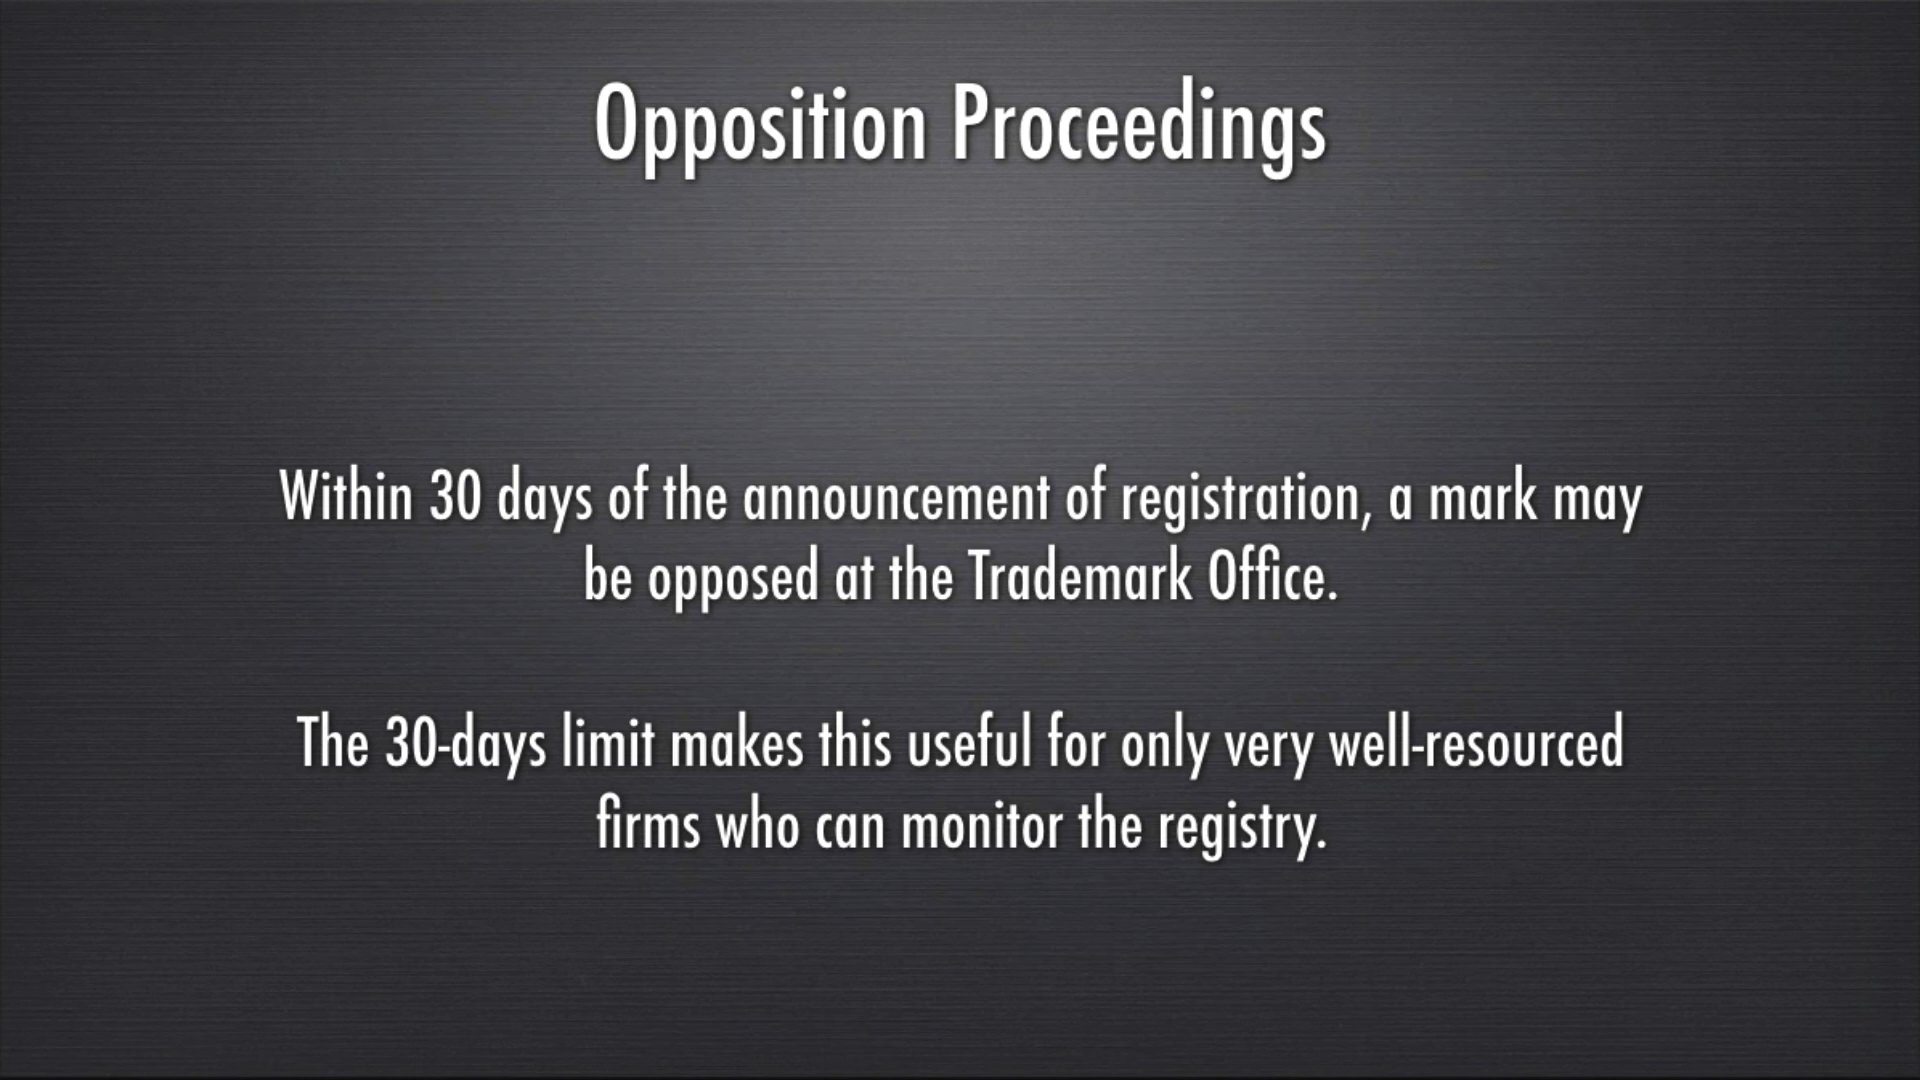 Opposition Proceedings
Within 30 days of the announcement of registration, a mark may
be opposed at the Trademark Office.
The 30-days limit makes this useful for only very well-resourced
firms who can monitor the registry.